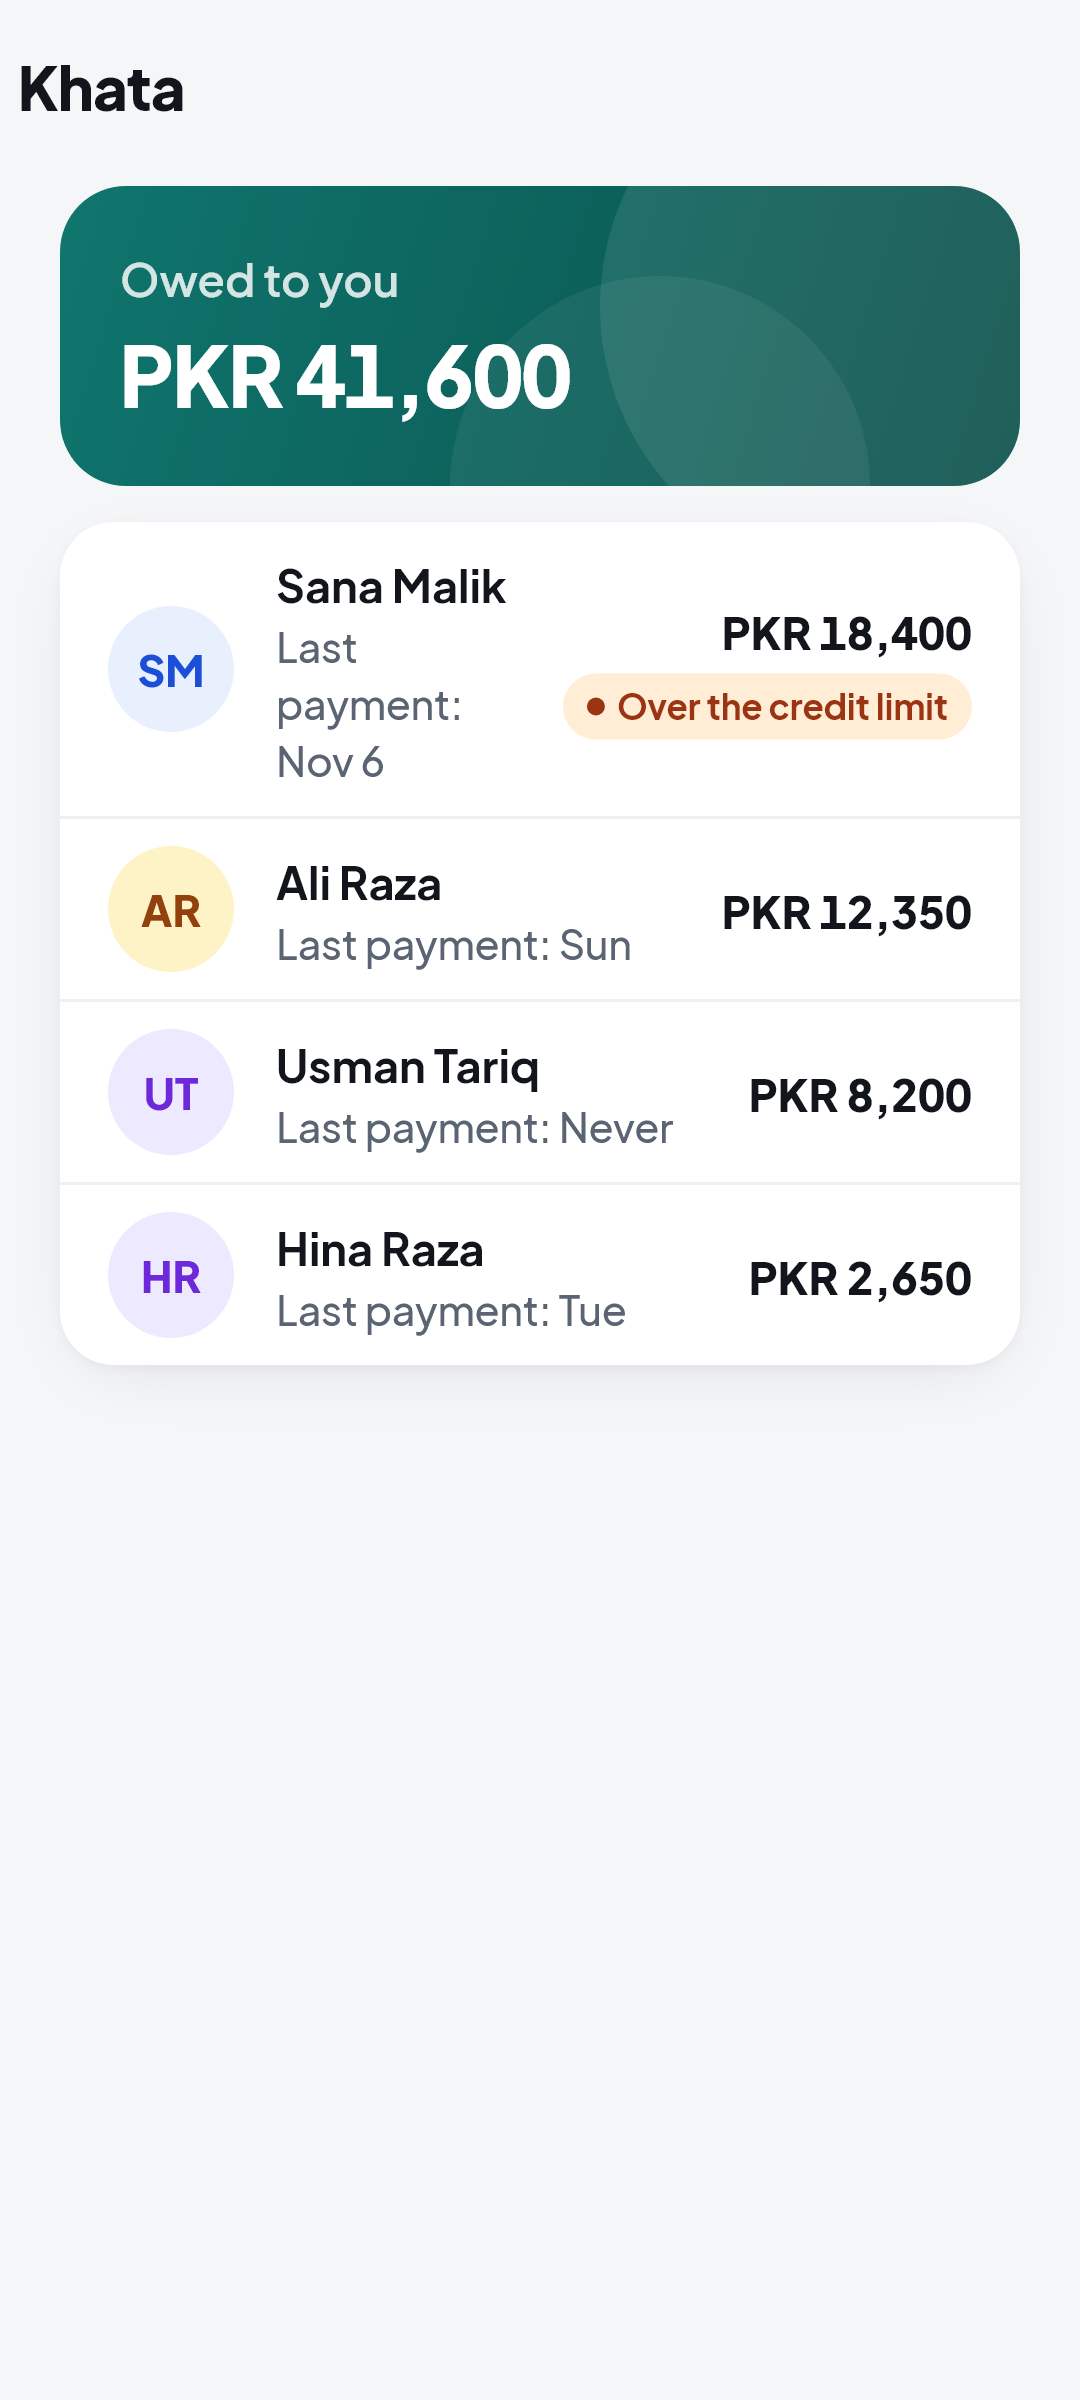 Khata
Owed to you
PKR 41,600
SM
Sana Malik
Last
payment:
Nov 6
PKR 18,400
Over the credit limit
AR
Ali Raza
Last payment: Sun
PKR 12,350
UT
Usman Tariq
Last payment: Never
PKR 8,200
HR
Hina Raza
Last payment: Tue
PKR 2,650